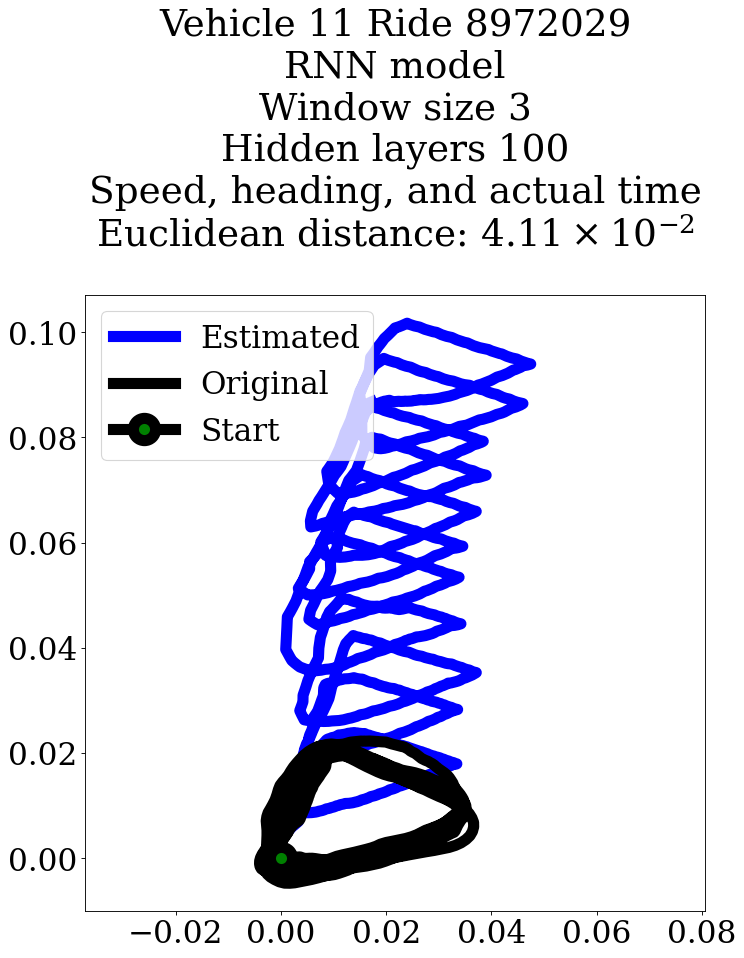 Vehicle 11 Ride 8972029
RNN model
Window size 3
Hidden layers 100
Speed, heading, and actual time
Euclidean distance: 4.11 × 10⁻²
Estimated
Original
Start
0.10
0.08
0.06
0.04
0.02
0.00
−0.02 0.00 0.02 0.04 0.06 0.08